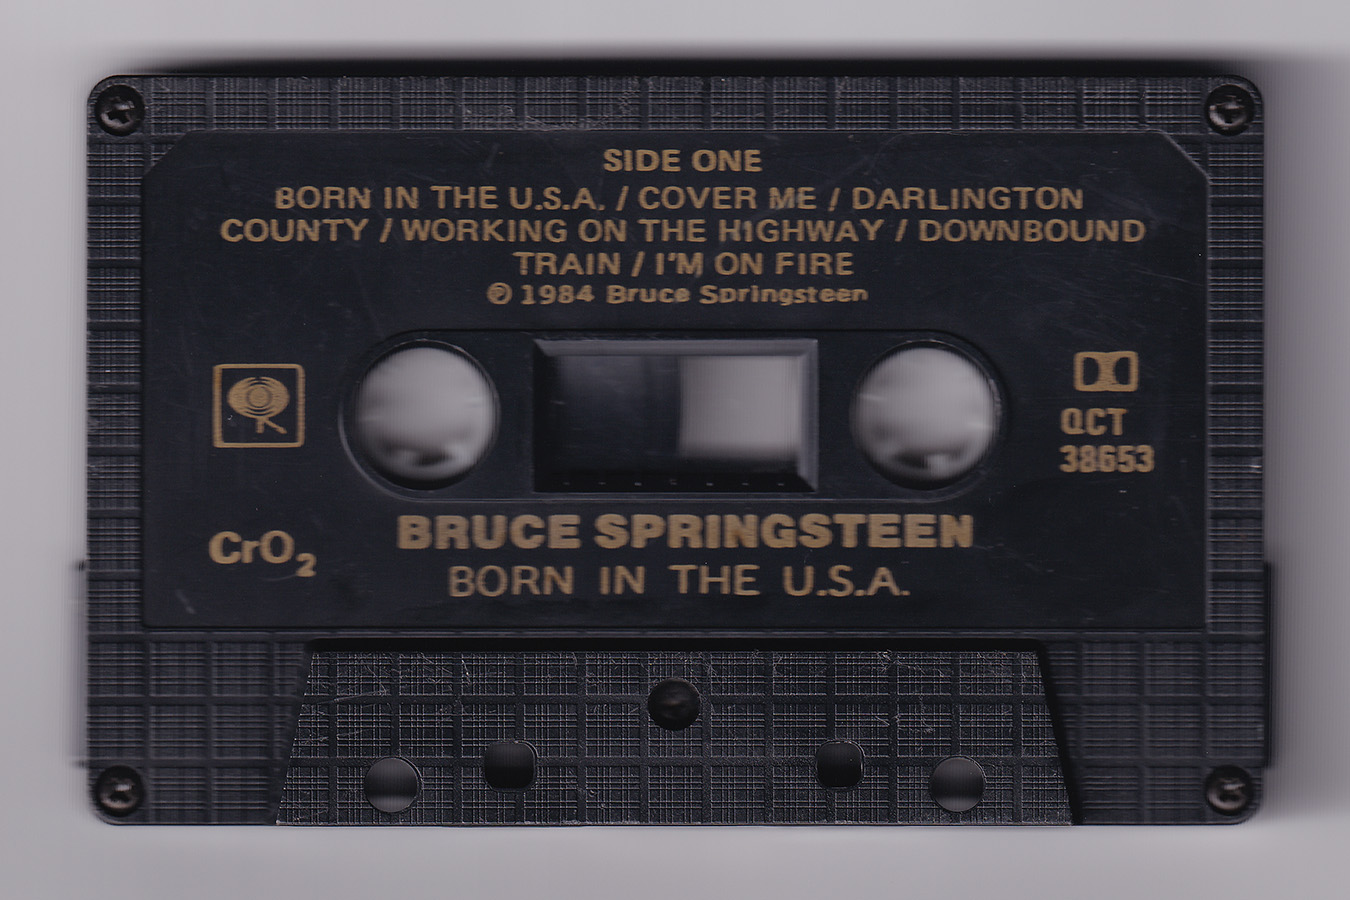 SIDE ONE
BORN IN THE U.S.A. / COVER ME / DARLINGTON
COUNTY / WORKING ON THE HIGHWAY / DOWNBOUND
TRAIN / I'M ON FIRE
℗ 1984 Bruce Springsteen
QCT
38653
CrO₂
BRUCE SPRINGSTEEN
BORN IN THE U.S.A.